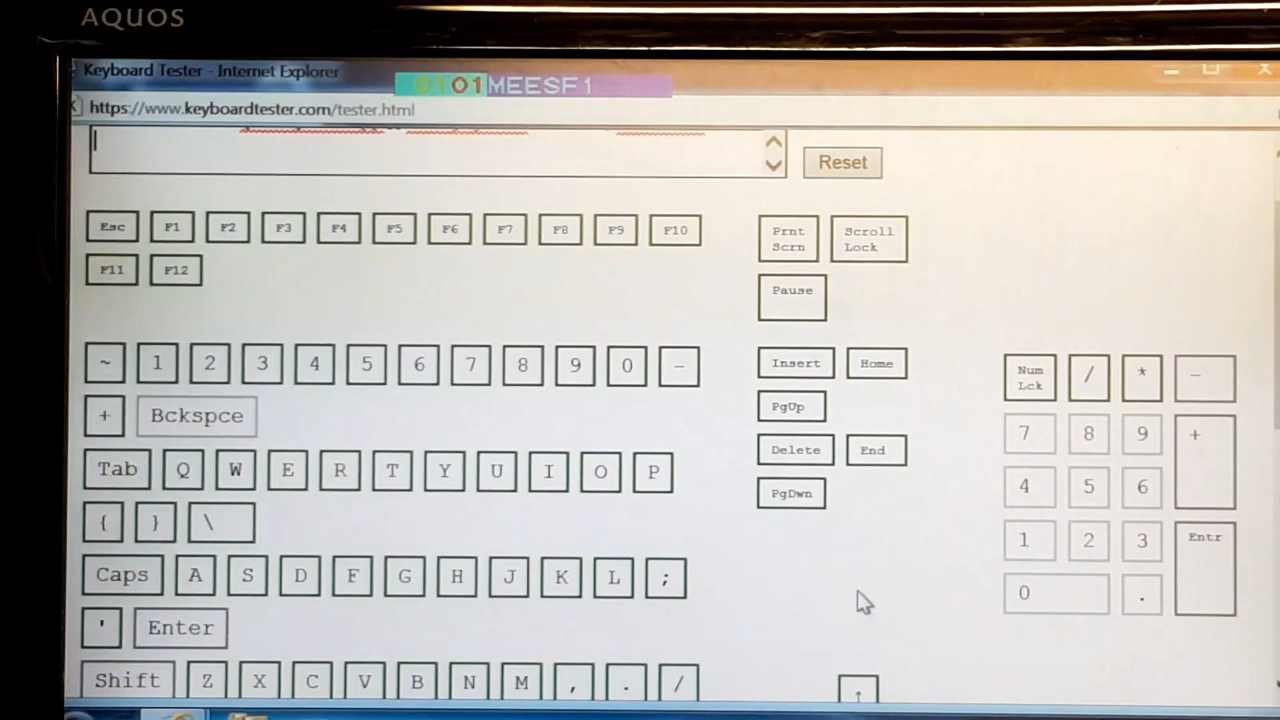 AQUOS
Keyboard Tester - Internet Explorer
0101MEESF1
https://www.keyboardtester.com/tester.html
Reset
Esc F1 F2 F3 F4 F5 F6 F7 F8 F9 F10
F11 F12
Prnt Scrn
Scroll Lock
Pause
~ 1 2 3 4 5 6 7 8 9 0 -
+ Bckspce
Tab Q W E R T Y U I O P
{ } \
Caps A S D F G H J K L ;
' Enter
Shift Z X C V B N M , . /
Insert Home
PgUp
Delete End
PgDwn
↑
Num Lck / * -
7 8 9 +
4 5 6
1 2 3 Entr
0 .